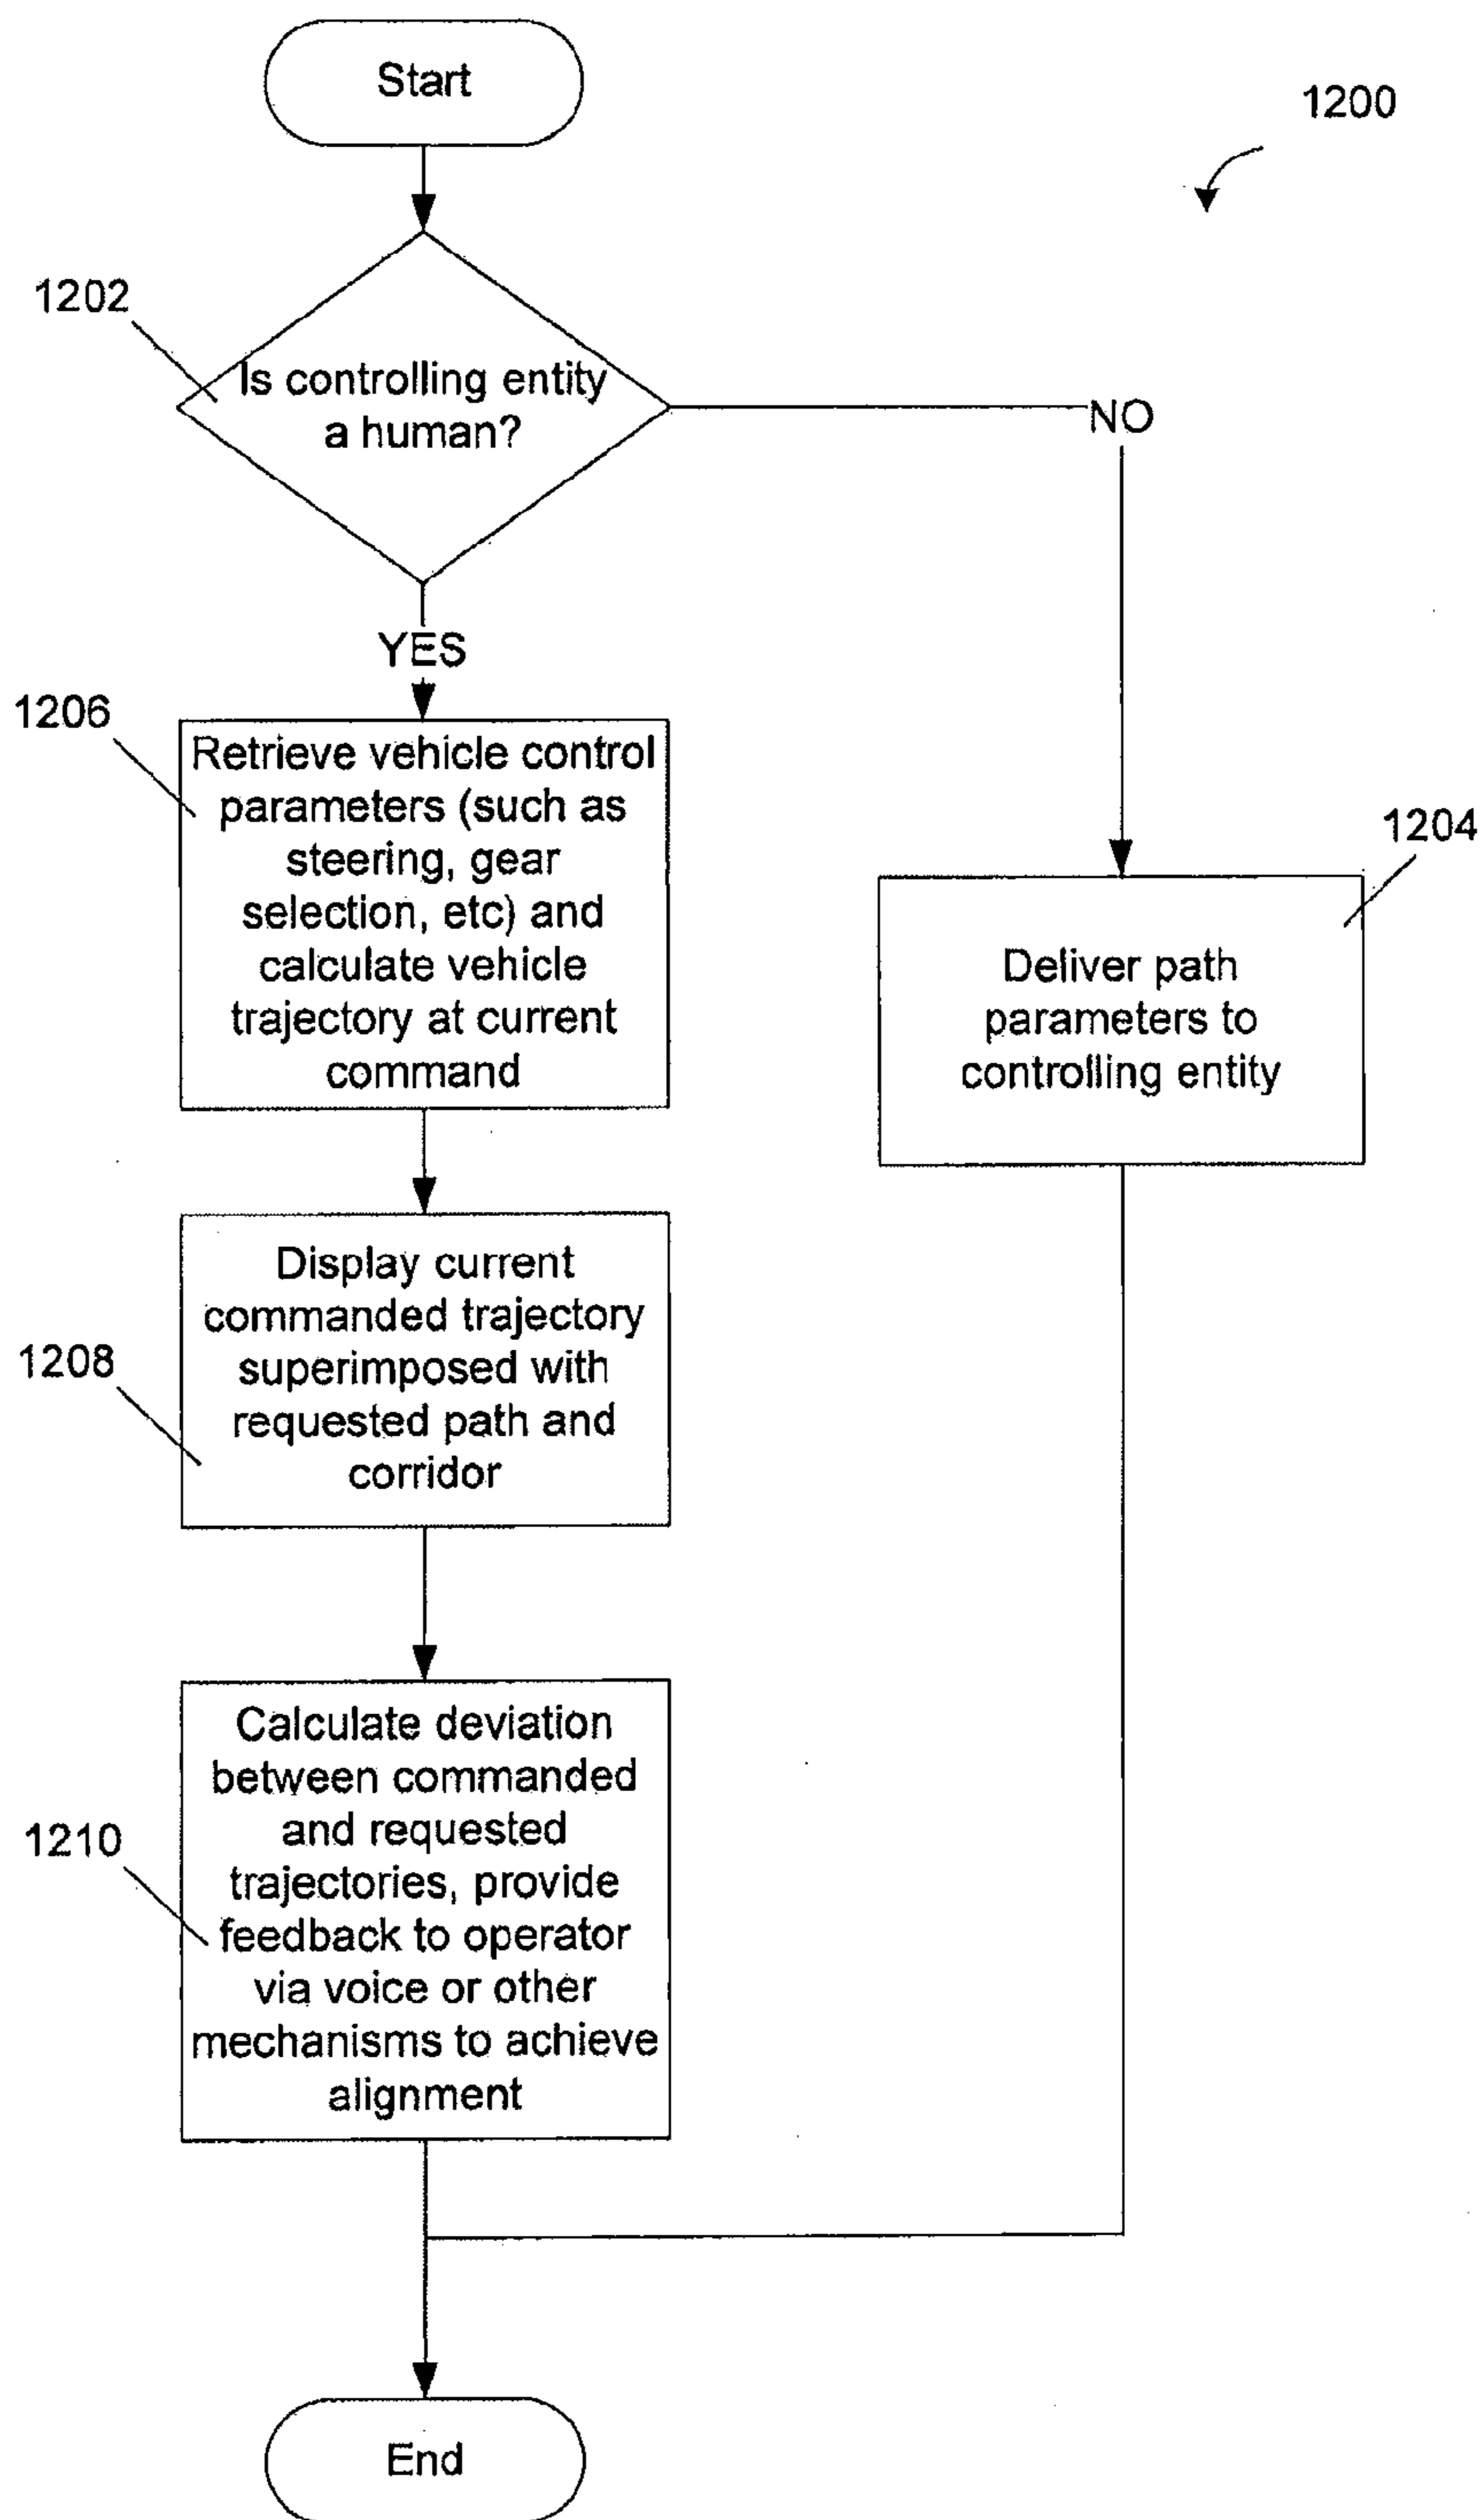 Start
1200
1202
Is controlling entity
a human?
NO
YES
1206
Retrieve vehicle control
parameters (such as
steering, gear
selection, etc) and
calculate vehicle
trajectory at current
command
1204
Deliver path
parameters to
controlling entity
1208
Display current
commanded trajectory
superimposed with
requested path and
corridor
1210
Calculate deviation
between commanded
and requested
trajectories, provide
feedback to operator
via voice or other
mechanisms to achieve
alignment
End